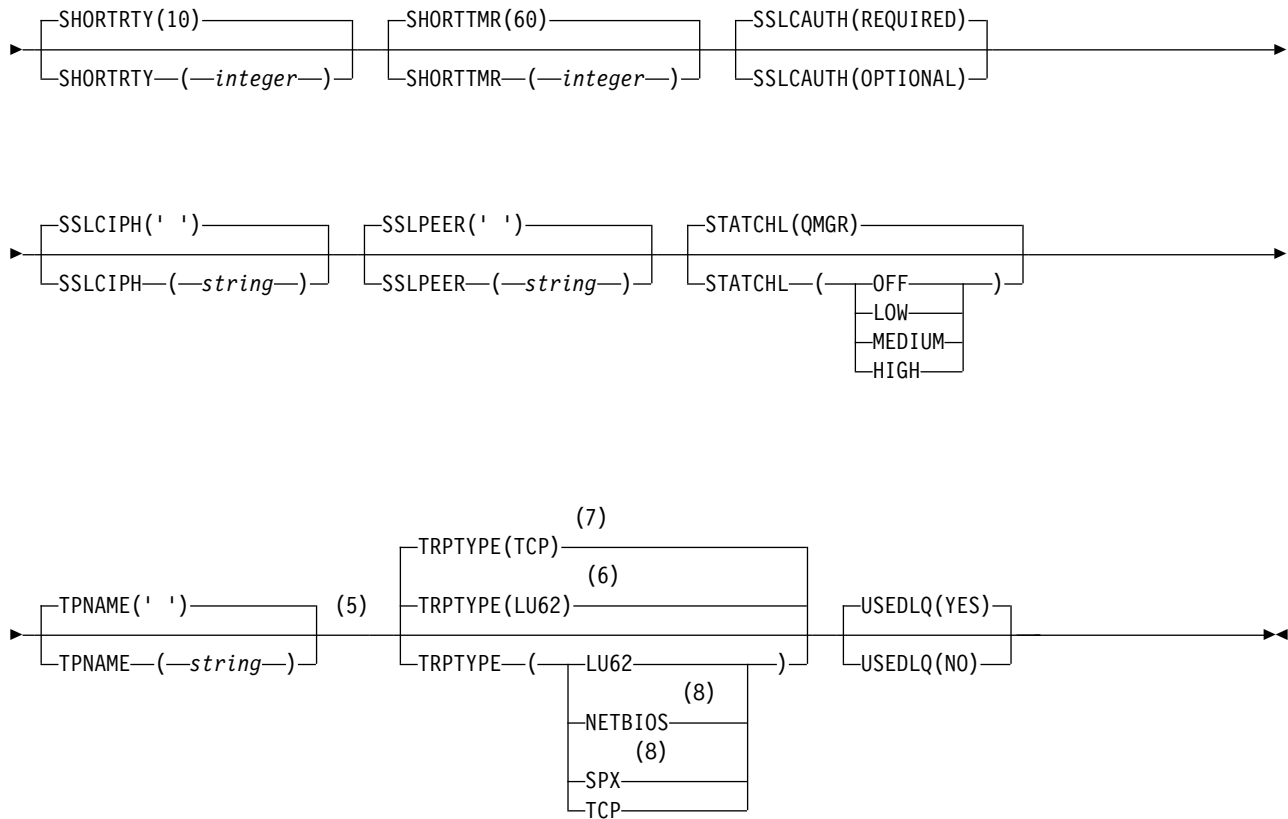 SHORTRTY(10) SHORTTMR(60) SSLCAUTH(REQUIRED)
SHORTRTY ( integer ) SHORTTMR ( integer ) SSLCAUTH(OPTIONAL)
SSLCIPH(' ') SSLPEER(' ') STATCHL(QMGR)
SSLCIPH ( string ) SSLPEER ( string ) STATCHL ( OFF )
LOW
MEDIUM
HIGH
(7)
TRPTYPE(TCP)
(6)
TPNAME(' ') (5) TRPTYPE(LU62) USEDLQ(YES)
TPNAME ( string ) TRPTYPE ( LU62 ) USEDLQ(NO)
(8)
NETBIOS
(8)
SPX
TCP